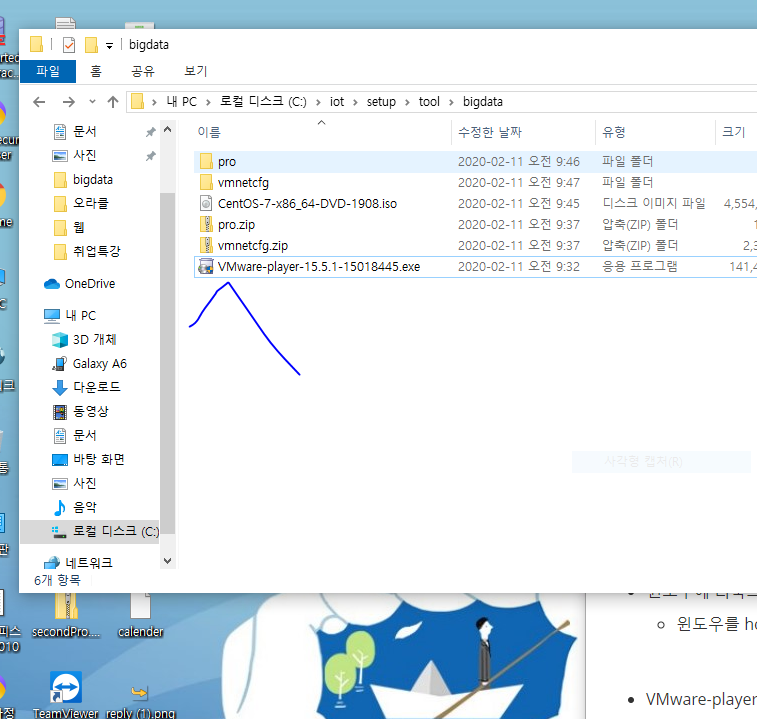 bigdata
파일 홈 공유 보기
내 PC > 로컬 디스크 (C:) > iot > setup > tool > bigdata
이름 수정한 날짜 유형 크기
문서
사진
bigdata
오라클
웹
취업특강
OneDrive
내 PC
3D 개체
Galaxy A6
다운로드
동영상
문서
바탕 화면
사진
음악
로컬 디스크 (C:)
네트워크
pro 2020-02-11 오전 9:46 파일 폴더
vmnetcfg 2020-02-11 오전 9:47 파일 폴더
CentOS-7-x86_64-DVD-1908.iso 2020-02-11 오전 9:45 디스크 이미지 파일 4,554,
pro.zip 2020-02-11 오전 9:37 압축(ZIP) 폴더
vmnetcfg.zip 2020-02-11 오전 9:37 압축(ZIP) 폴더 2,3
VMware-player-15.5.1-15018445.exe 2020-02-11 오전 9:32 응용 프로그램 141,4
사각형 캡처(R)
6개 항목
secondPro....
calender
TeamViewer
reply (1).png
윈도우를 ho
VMware-player